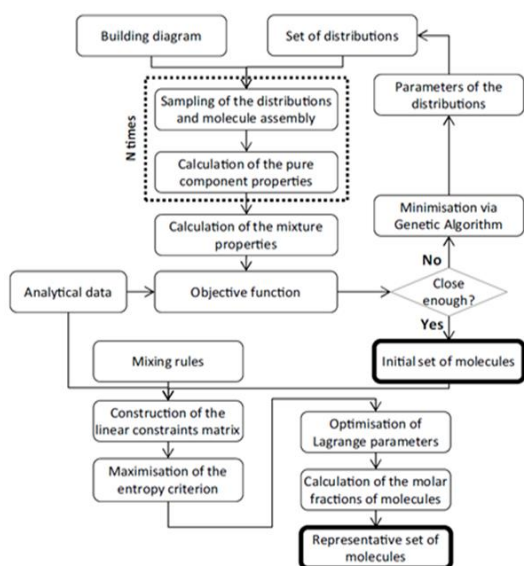 Building diagram
Set of distributions
Sampling of the distributions
and molecule assembly
N times
Calculation of the pure
component properties
Parameters of the
distributions
Calculation of the mixture
properties
Minimisation via
Genetic Algorithm
No
Analytical data
Objective function
Close
enough?
Yes
Mixing rules
Initial set of molecules
Construction of the
linear constraints matrix
Optimisation of
Lagrange parameters
Maximisation of the
entropy criterion
Calculation of the molar
fractions of molecules
Representative set of
molecules